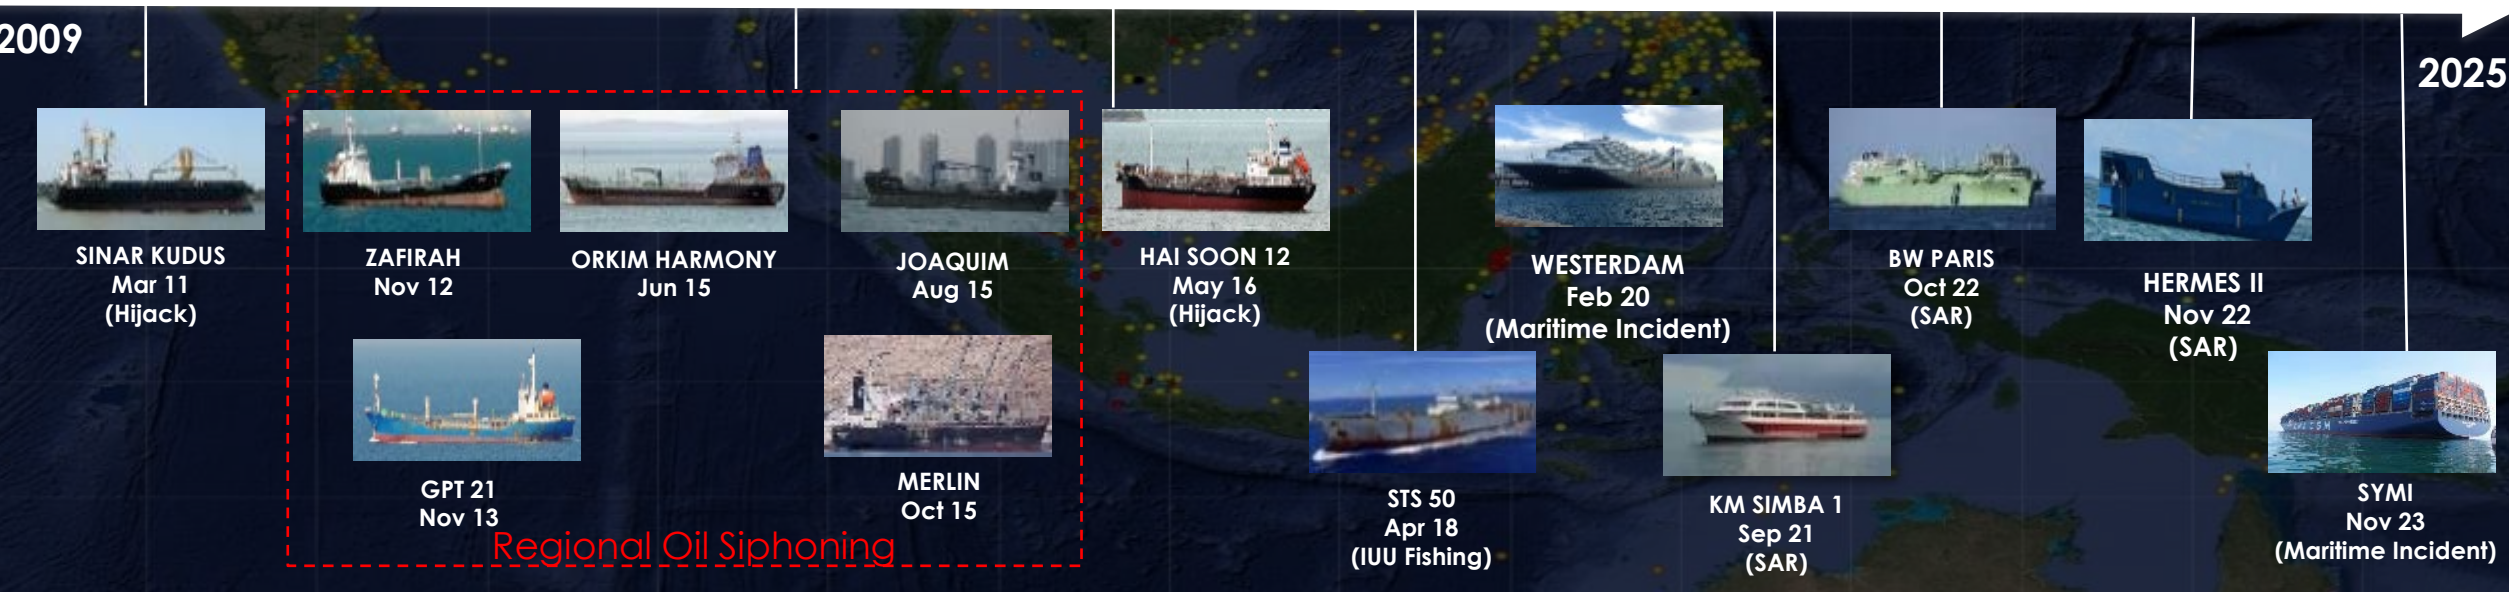 2009
2025
SINAR KUDUS
Mar 11
(Hijack)
ZAFIRAH
Nov 12
ORKIM HARMONY
Jun 15
JOAQUIM
Aug 15
GPT 21
Nov 13
MERLIN
Oct 15
Regional Oil Siphoning
HAI SOON 12
May 16
(Hijack)
STS 50
Apr 18
(IUU Fishing)
WESTERDAM
Feb 20
(Maritime Incident)
KM SIMBA 1
Sep 21
(SAR)
BW PARIS
Oct 22
(SAR)
HERMES II
Nov 22
(SAR)
SYMI
Nov 23
(Maritime Incident)